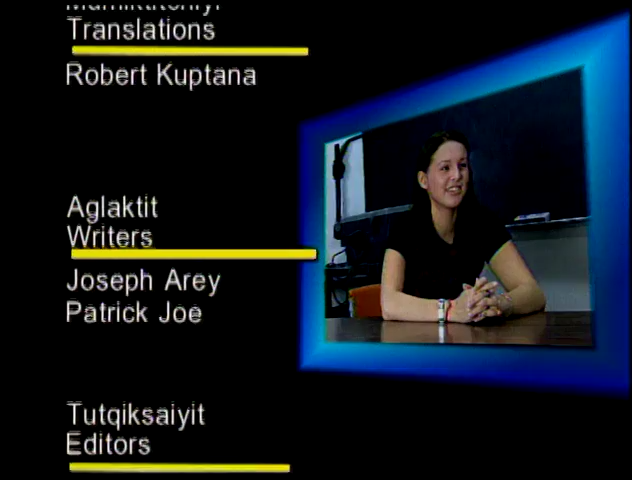 Translations
Robert Kuptana
Aglaktit
Writers
Joseph Arey
Patrick Joe
Tutqiksaiyit
Editors